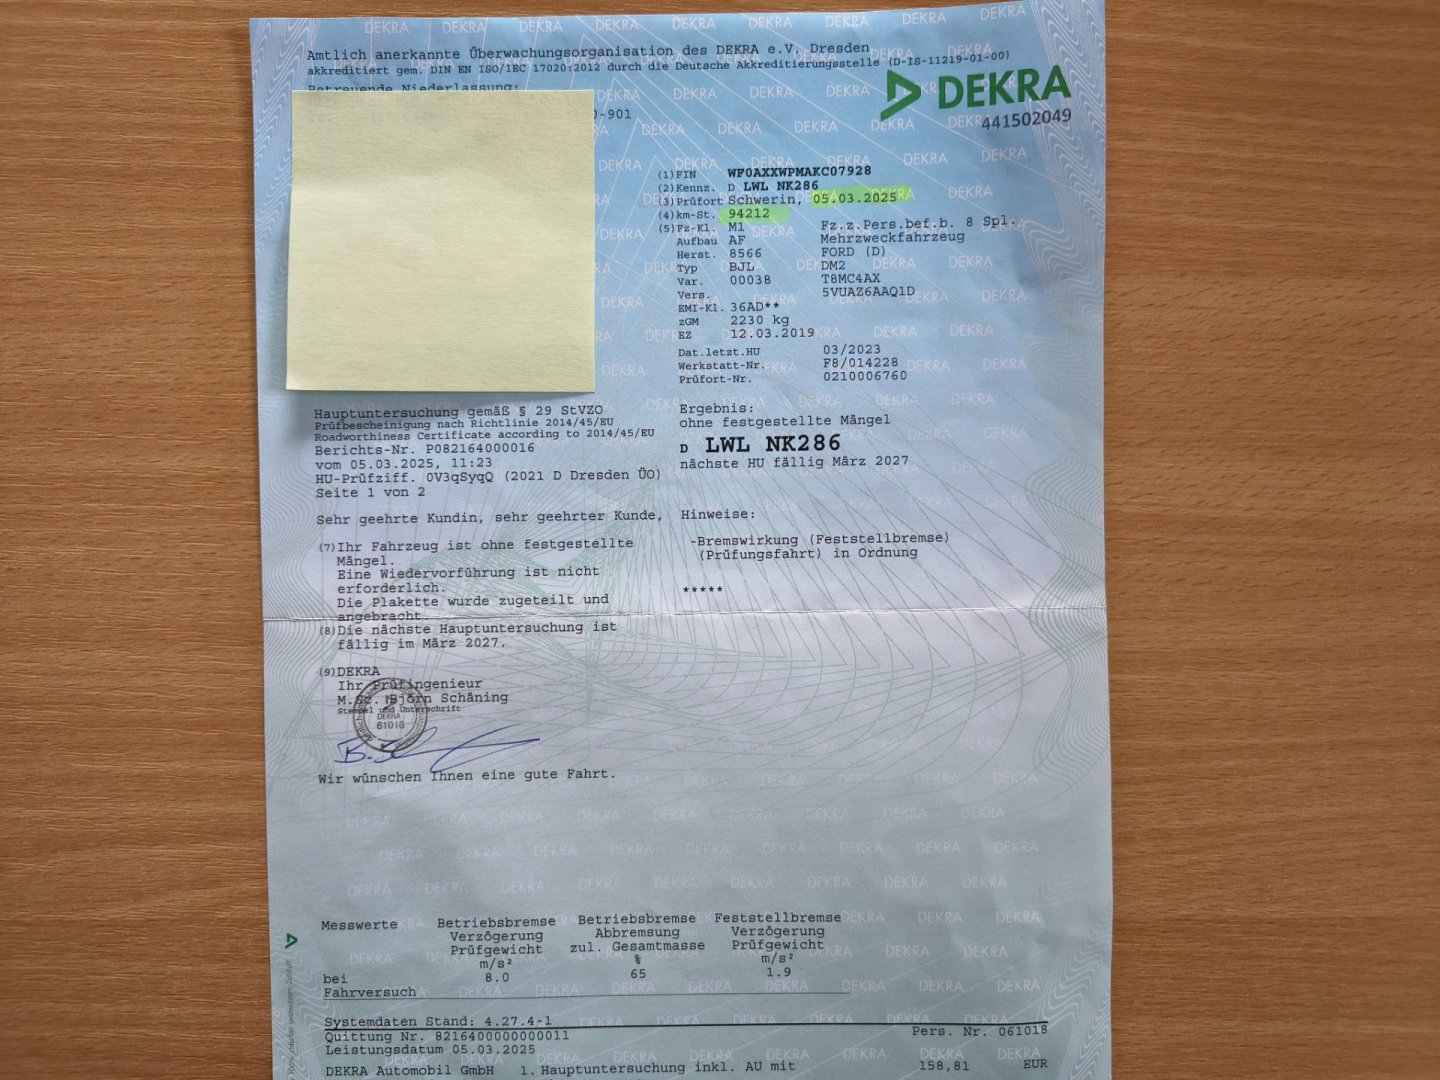 Amtlich anerkannte Überwachungsorganisation des DEKRA e.V. Dresden
akkreditiert gem. DIN EN ISO/IEC 17020:2012 durch die Deutsche Akkreditierungsstelle (D-IS-11219-01-00)
Betreuende Niederlassung:
-901
DEKRA
441502049
(1) FIN WF0AXXWPMAKC07928
(2) Kennz. D LWL NK286
(3) Prüfort Schwerin, 05.03.2025
(4) km-St. 94212
(5) Fz-Kl. M1 Fz.z.Pers.bef.b. 8 Spl.
Aufbau AF Mehrzweckfahrzeug
Herst. 8566 FORD (D)
Typ BJL DM2
Var. 00038 T8MC4AX
Vers. 5VUAZ6AAQ1D
EMI-Kl. 36AD**
zGM 2230 kg
EZ 12.03.2019
Dat.letzt.HU 03/2023
Werkstatt-Nr. F8/014228
Prüfort-Nr. 0210006760
Hauptuntersuchung gemäß § 29 StVZO
Prüfbescheinigung nach Richtlinie 2014/45/EU
Roadworthiness Certificate according to 2014/45/EU
Berichts-Nr. P082164000016
vom 05.03.2025, 11:23
HU-Prüfziff. 0V3qSyqQ (2021 D Dresden ÜO)
Seite 1 von 2
Ergebnis:
ohne festgestellte Mängel
D LWL NK286
nächste HU fällig März 2027
Sehr geehrte Kundin, sehr geehrter Kunde,
(7) Ihr Fahrzeug ist ohne festgestellte
Mängel.
Eine Wiedervorführung ist nicht
erforderlich.
Die Plakette wurde zugeteilt und
angebracht.
(8) Die nächste Hauptuntersuchung ist
fällig im März 2027.
Hinweise:
-Bremswirkung (Feststellbremse)
(Prüfungsfahrt) in Ordnung
*****
(9) DEKRA
Ihr Prüfingenieur
M.Sc. Björn Schäning
Stempel und Unterschrift
DEKRA
61018
Wir wünschen Ihnen eine gute Fahrt.
Messwerte Betriebsbremse Betriebsbremse Feststellbremse
Verzögerung Abbremsung Verzögerung
Prüfgewicht zul. Gesamtmasse Prüfgewicht
m/s² % m/s²
bei 8.0 65 1.9
Fahrversuch
Systemdaten Stand: 4.27.4-1
Quittung Nr. 8216400000000011 Pers. Nr. 061018
Leistungsdatum 05.03.2025
DEKRA Automobil GmbH 1. Hauptuntersuchung inkl. AU mit 158,81 EUR